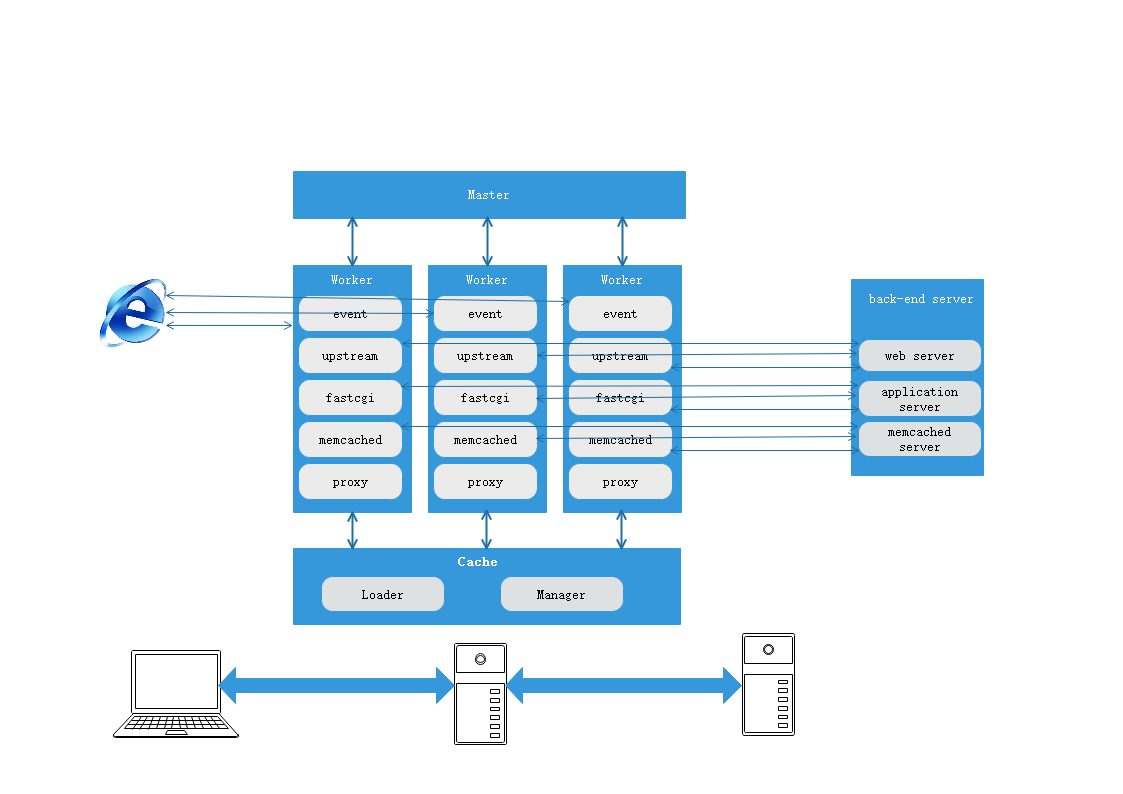 Master
Worker
Worker
Worker
back-end server
event
event
event
upstream
upstream
upstream
web server
fastcgi
fastcgi
fastcgi
application
server
memcached
memcached
memcached
memcached
server
proxy
proxy
proxy
Cache
Loader
Manager